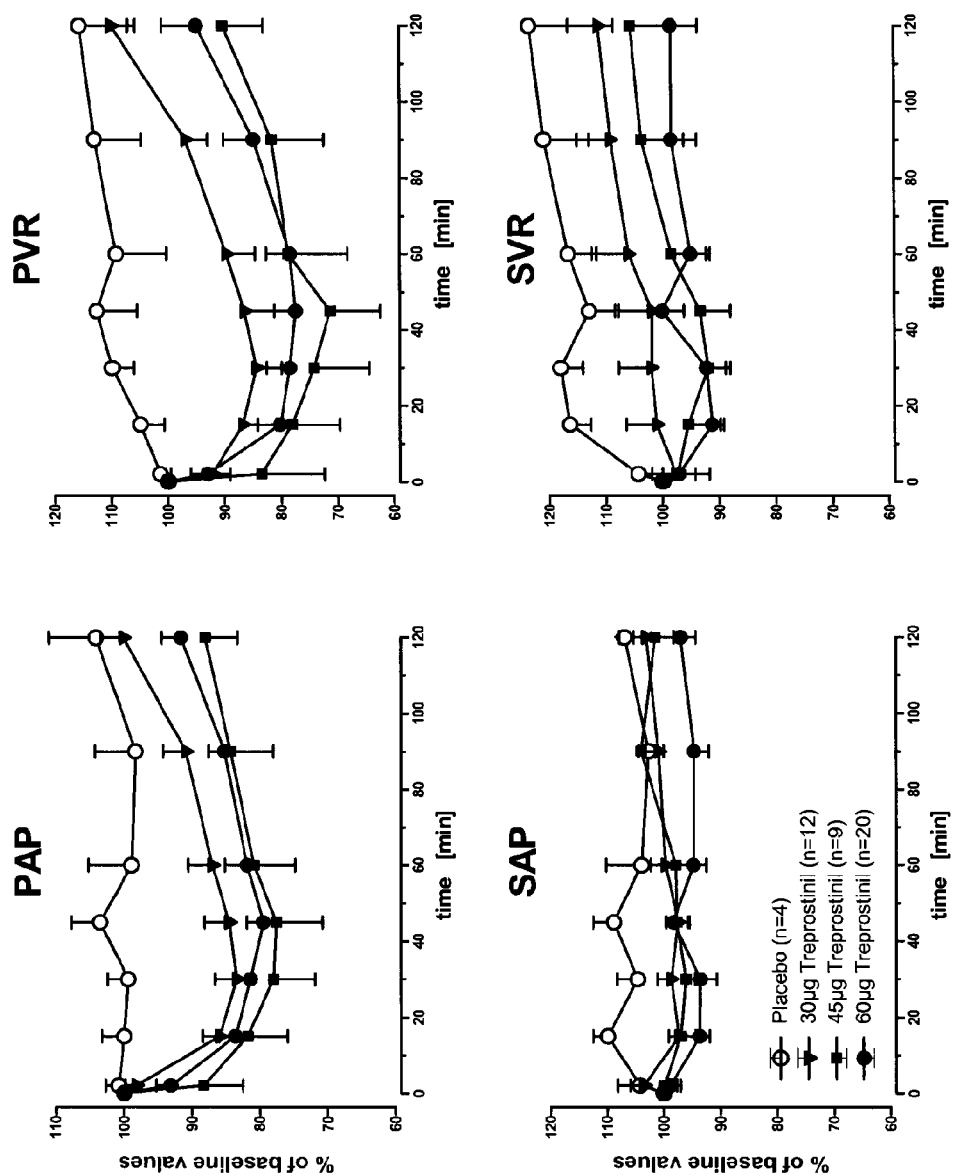 PAP
110
100
90
80
70
60
% of baseline values
0 20 40 60 80 100 120
time [min]
PVR
120
110
100
90
80
70
60
0 20 40 60 80 100 120
time [min]
SAP
120
110
100
90
80
70
60
% of baseline values
Placebo (n=4)
30µg Treprostinil (n=12)
45µg Treprostinil (n=9)
60µg Treprostinil (n=20)
0 20 40 60 80 100 120
time [min]
SVR
120
110
100
90
80
70
60
0 20 40 60 80 100 120
time [min]